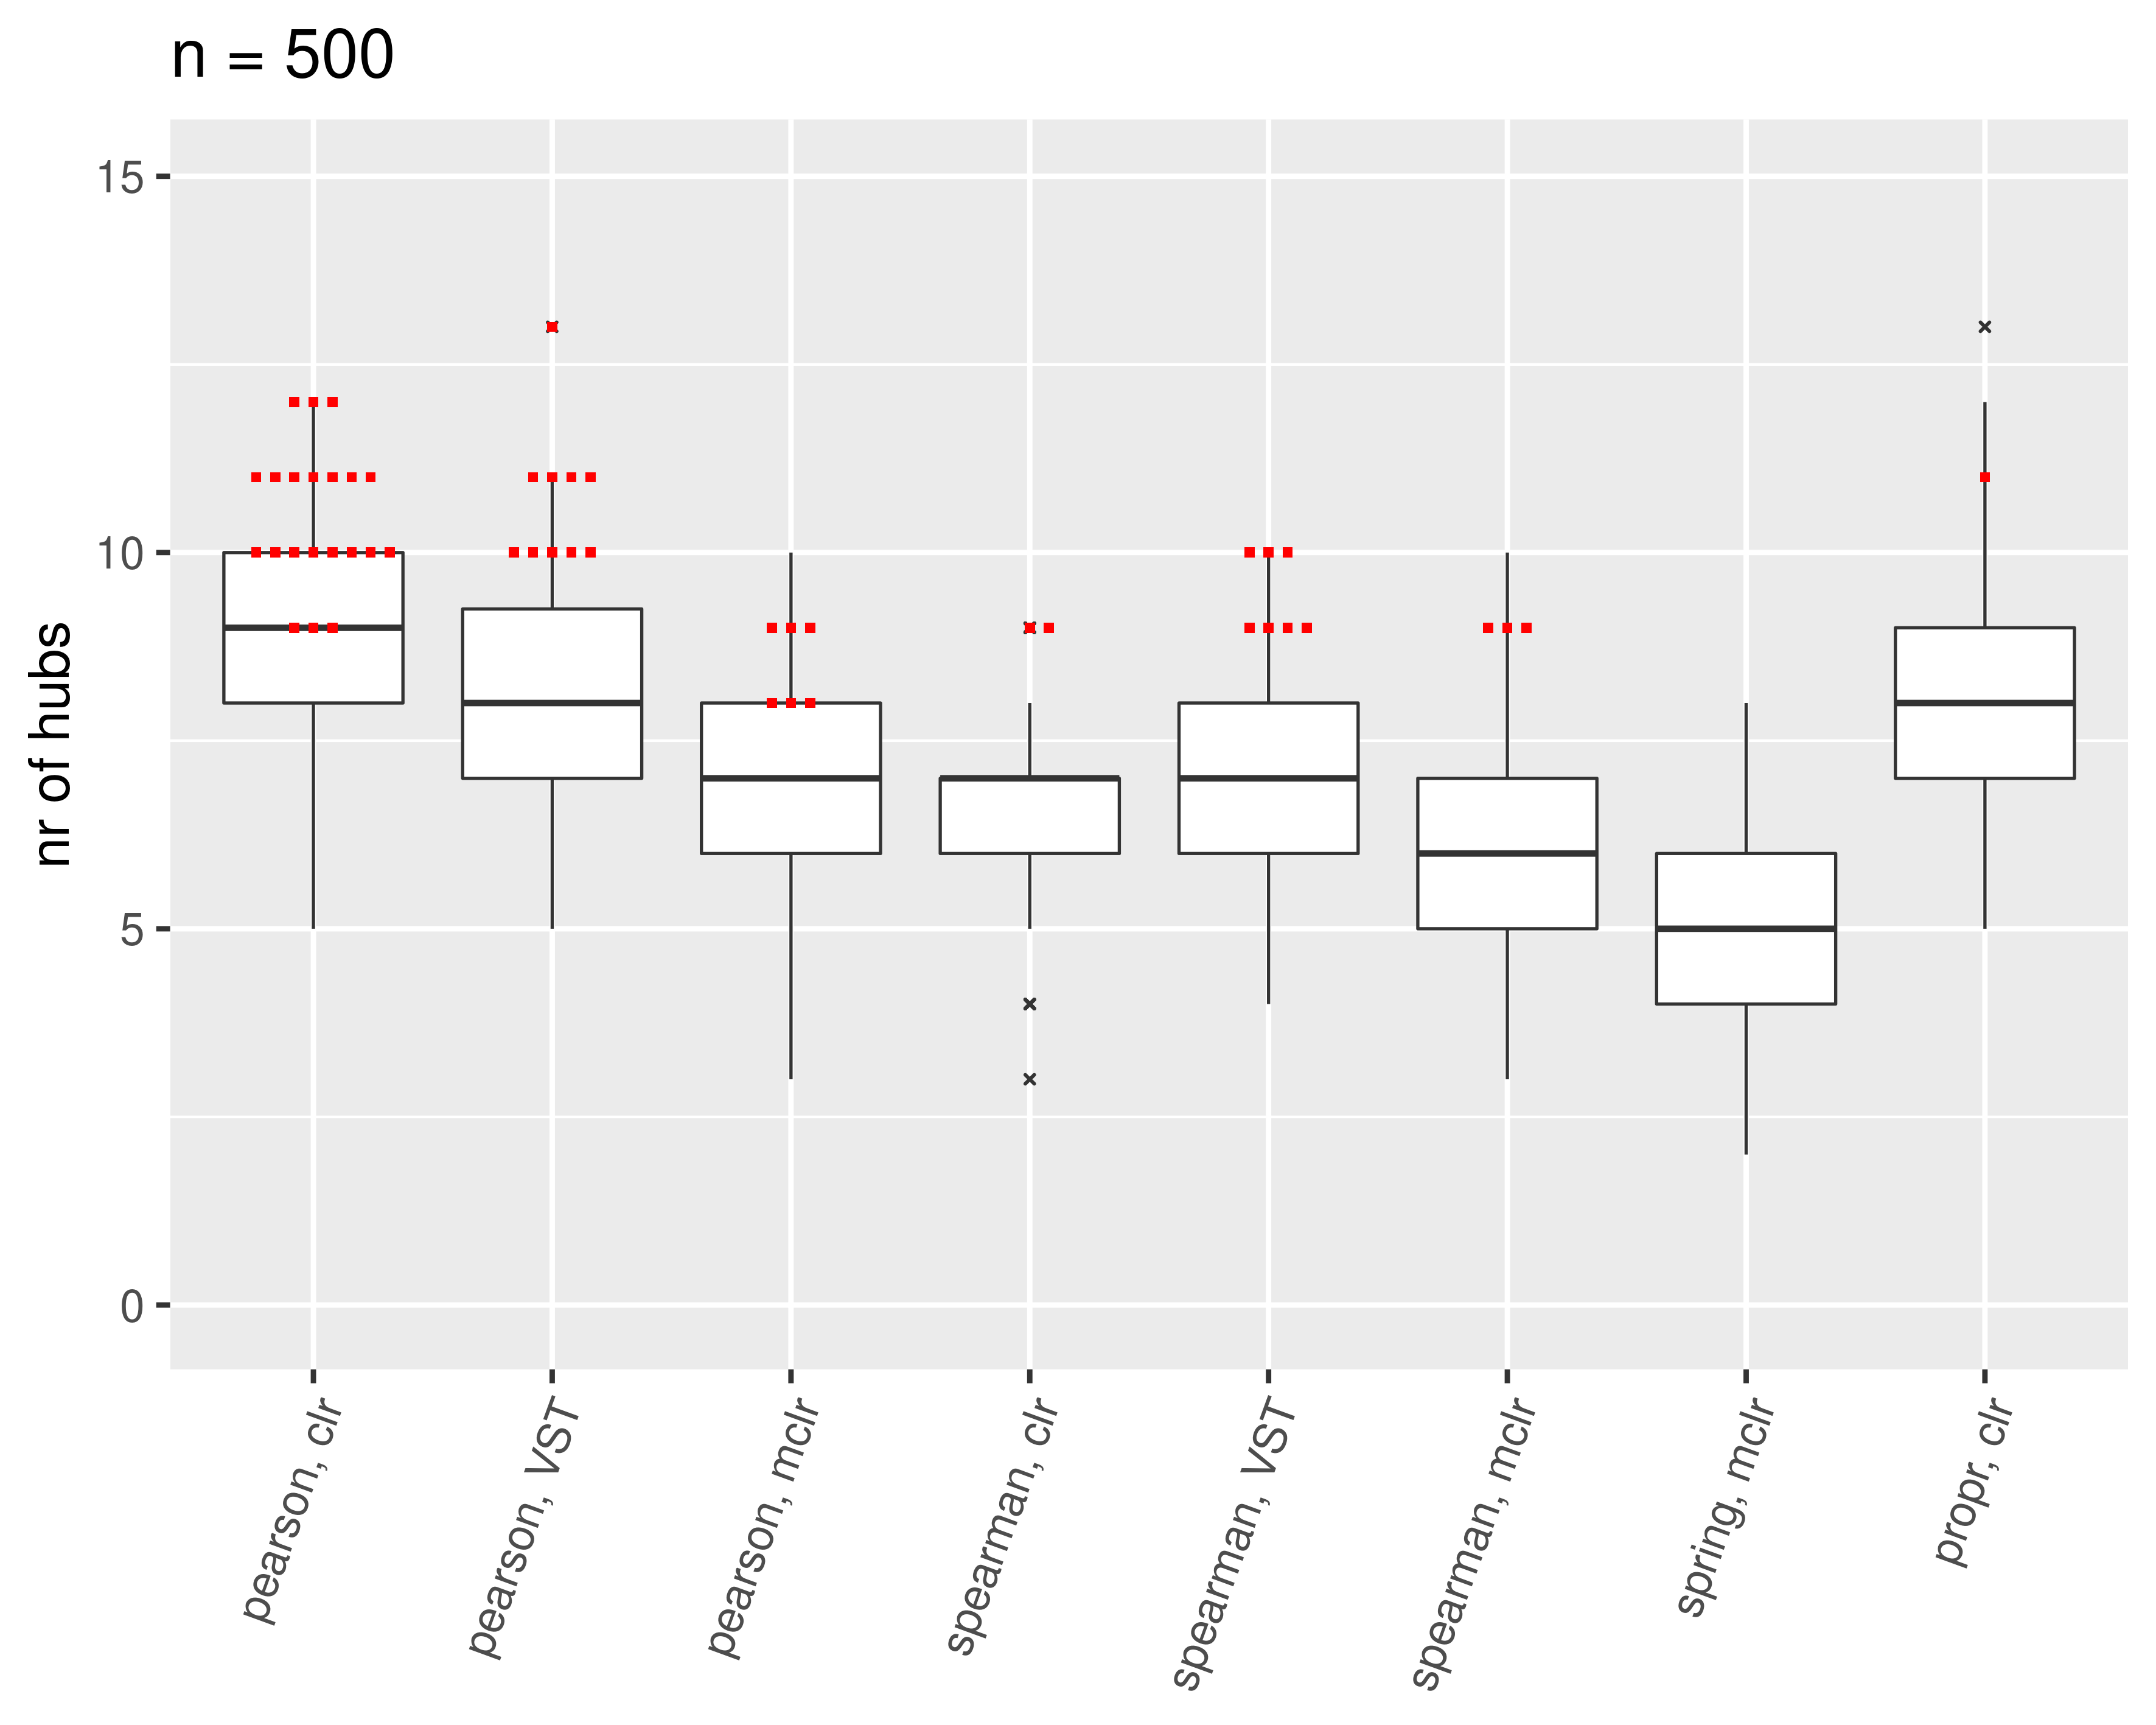 n = 500
nr of hubs
15
10
5
0
pearson, clr
pearson, VST
pearson, mclr
spearman, clr
spearman, VST
spearman, mclr
spring, mclr
propr, clr